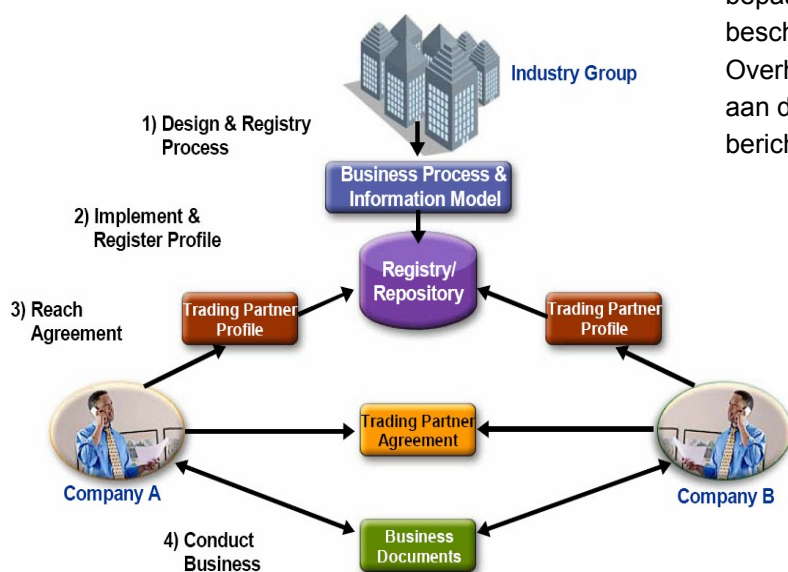 Industry Group
1) Design & Registry
Process
Business Process &
Information Model
2) Implement &
Register Profile
Registry/
Repository
3) Reach
Agreement
Trading Partner
Profile
Trading Partner
Profile
Trading Partner
Agreement
Company A
Company B
4) Conduct
Business
Business
Documents